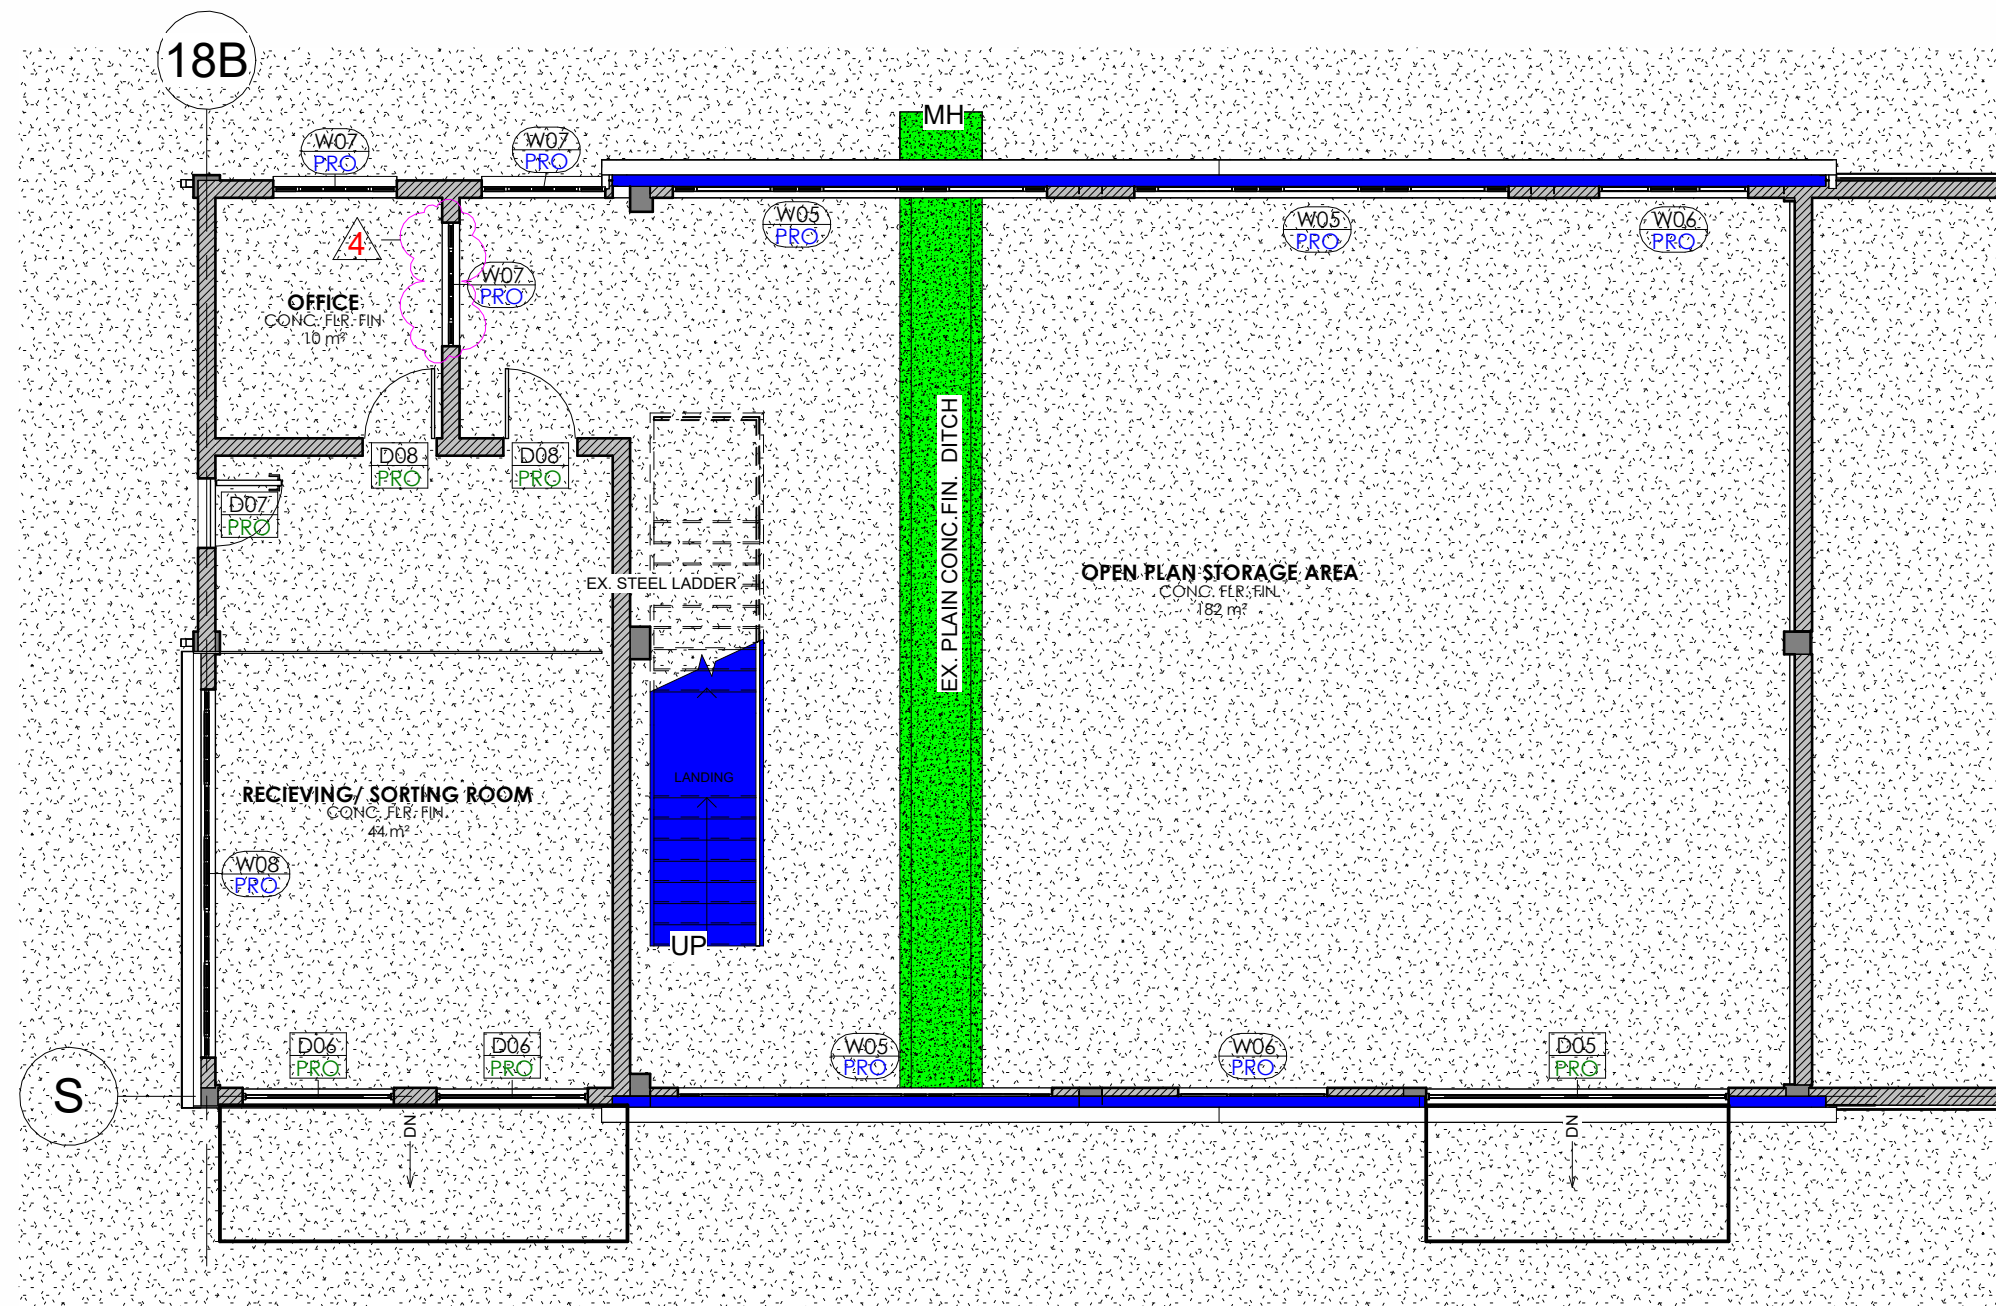 18B
MH
W07
PRO
W07
PRO
W05
PRO
W05
PRO
W06
PRO
4
W07
PRO
OFFICE
CONC. FLR. FIN
10 m²
D08
PRO
D08
PRO
D07
PRO
EX. STEEL LADDER
EX PLAIN CONC.FIN. DITCH
OPEN PLAN STORAGE AREA
CONC. FLR. FIN
182 m²
LANDING
RECIEVING/ SORTING ROOM
CONC. FLR. FIN
44 m²
W08
PRO
UP
D06
PRO
D06
PRO
W05
PRO
W06
PRO
D05
PRO
S
DN
DN